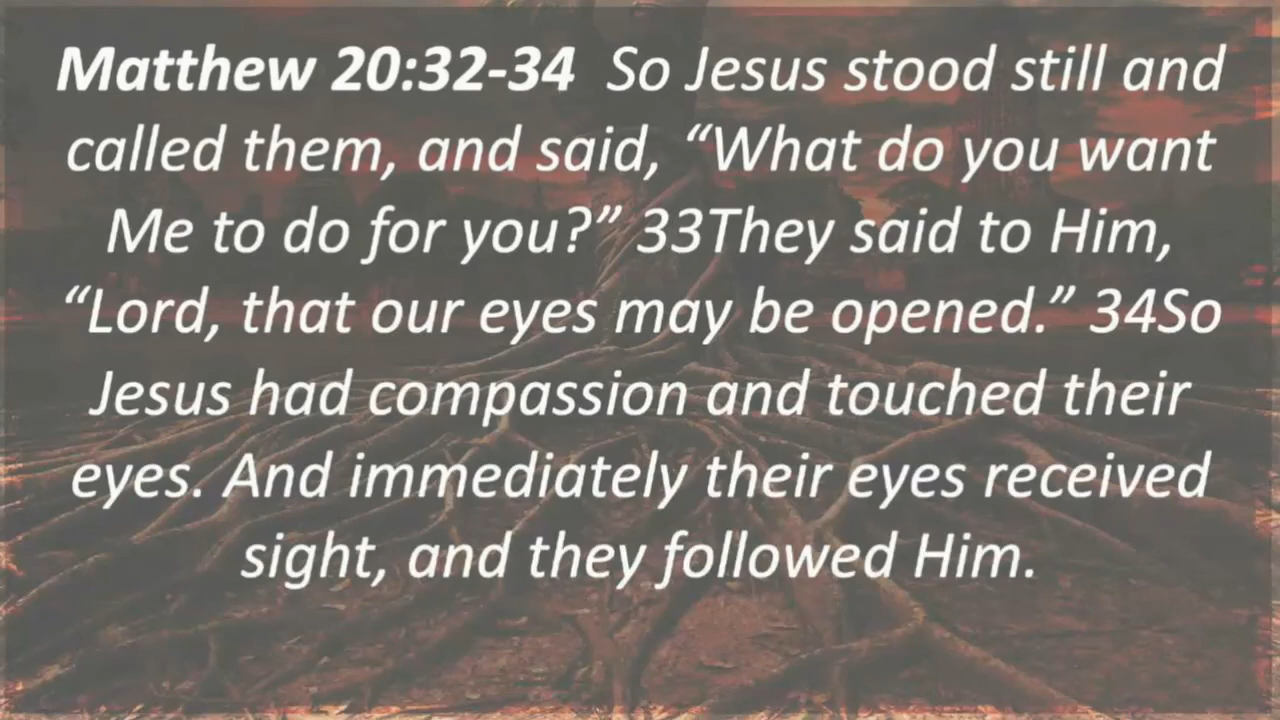 Matthew 20:32-34  So Jesus stood still and
called them, and said, “What do you want
Me to do for you?” 33They said to Him,
“Lord, that our eyes may be opened.” 34So
Jesus had compassion and touched their
eyes. And immediately their eyes received
sight, and they followed Him.